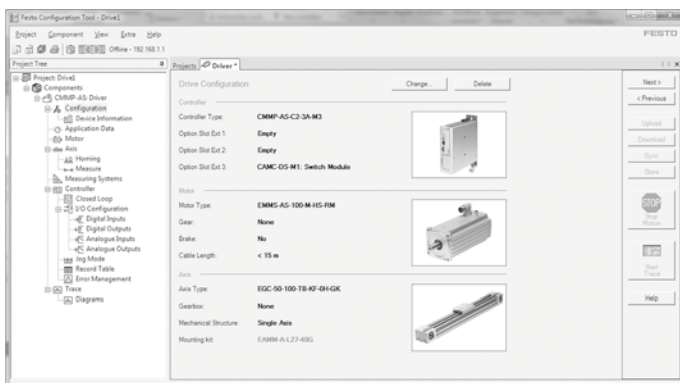 Festo Configuration Tool - Drive1
Project Component View Extra Help
FESTO
Offline - 192.168.1.1
Project Tree
Projects Driver *
Project: Drive1
Components
CMMP-AS: Driver
Configuration
Device Information
Application Data
Motor
Axis
Homing
Measure
Measuring Systems
Controller
Closed Loop
I/O Configuration
Digital Inputs
Digital Outputs
Analogue Inputs
Analogue Outputs
Jog Mode
Record Table
Error Management
Trace
Diagrams
Drive Configuration
Change... Delete
Controller
Controller Type: CMMP-AS-C2-3A-M3
Option Slot Ext 1: Empty
Option Slot Ext 2: Empty
Option Slot Ext 3: CAMC-DS-M1: Switch Module
Motor
Motor Type: EMMS-AS-100-M-HS-RM
Gear: None
Brake: No
Cable Length: < 15 m
Axis
Axis Type: EGC-50-100-TB-KF-0H-GK
Gearbox: None
Mechanical Structure: Single Axis
Mounting kit: EAMM-A-L27-40G
Next >
< Previous
Upload
Download
Sync
Store
STOP
Stop
Motion
Start
Trace
Help